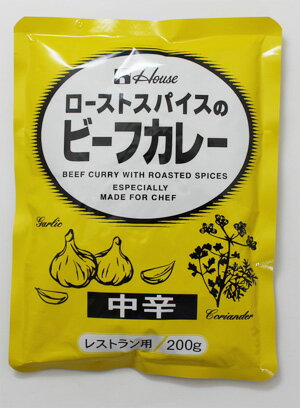 House
ローストスパイスの
ビーフカレー
BEEF CURRY WITH ROASTED SPICES
ESPECIALLY
MADE FOR CHEF
Garlic
中辛
Coriander
レストラン用 / 200g